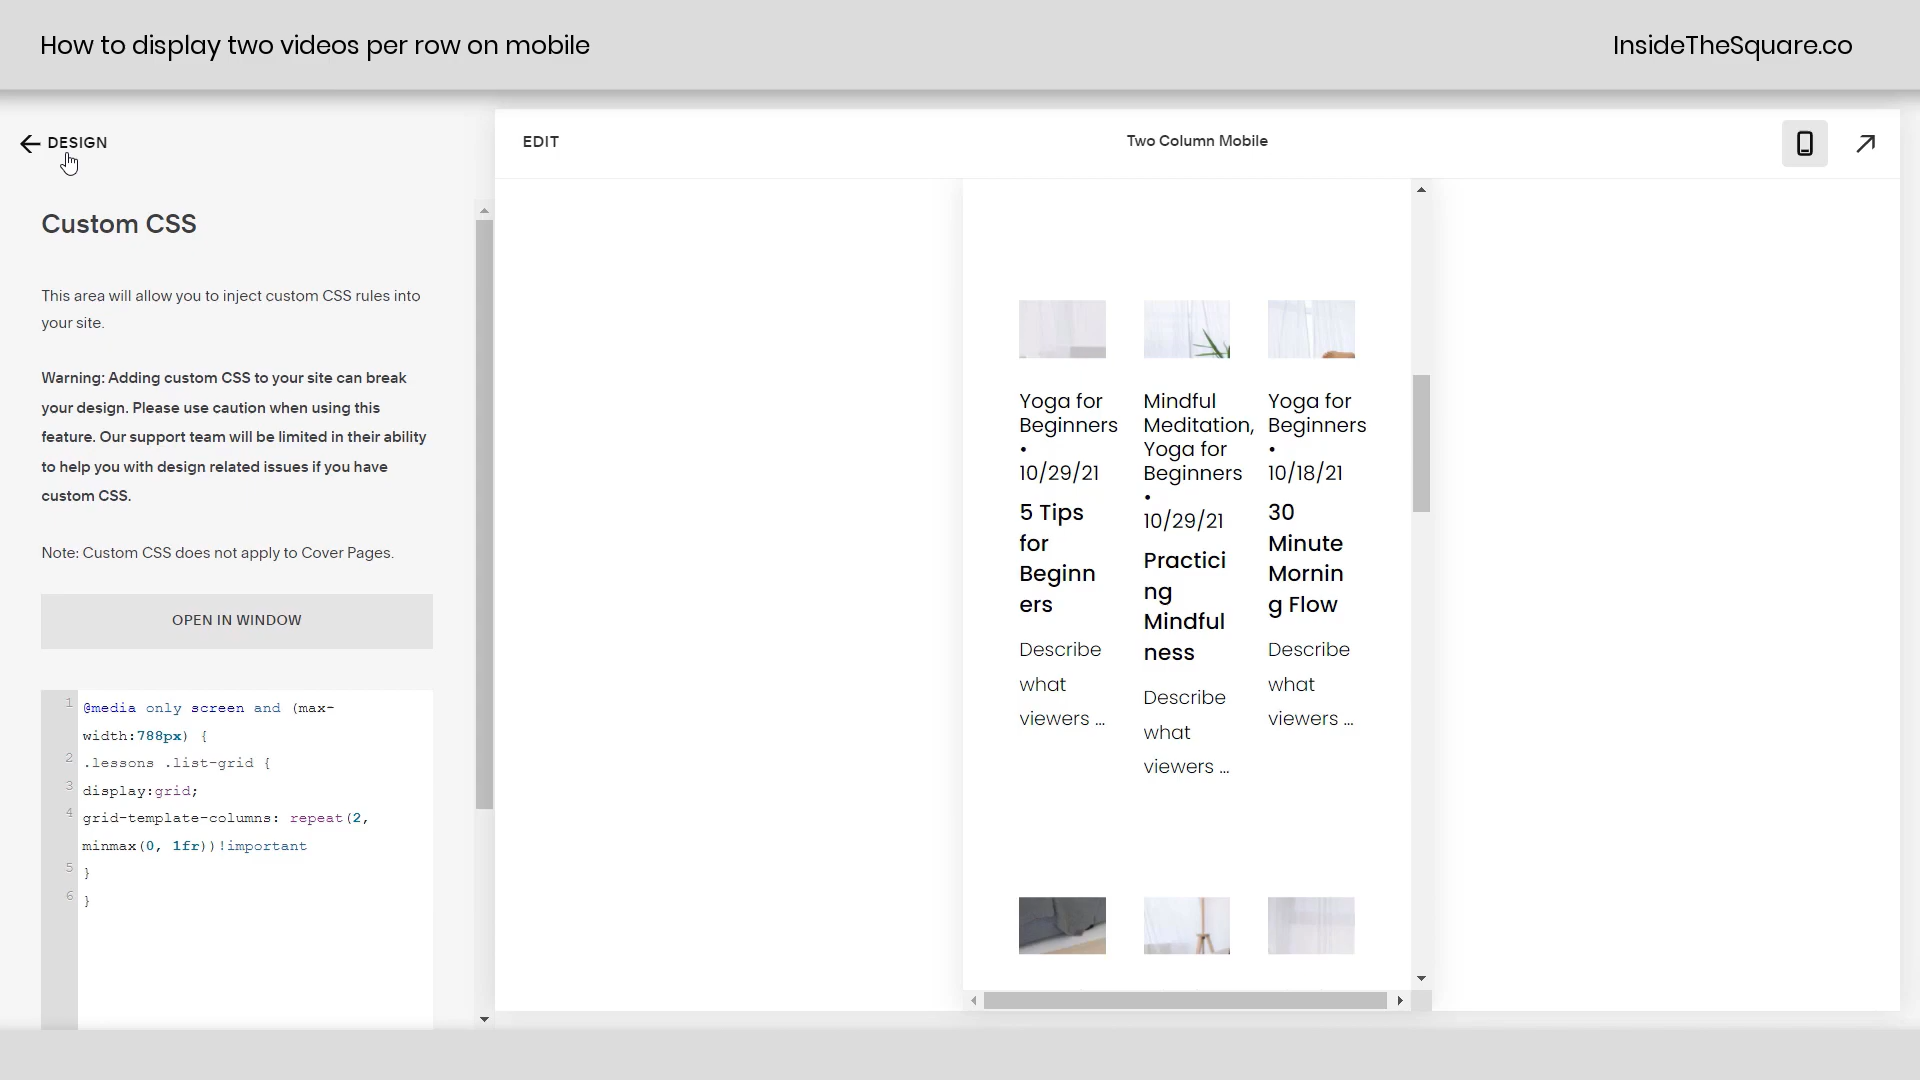 How to display two videos per row on mobile
InsideTheSquare.co
DESIGN
EDIT
Two Column Mobile
Custom CSS
This area will allow you to inject custom CSS rules into
your site.
Warning: Adding custom CSS to your site can break
your design. Please use caution when using this
feature. Our support team will be limited in their ability
to help you with design related issues if you have
custom CSS.
Note: Custom CSS does not apply to Cover Pages.
OPEN IN WINDOW
1 @media only screen and (max-
width:788px) {
2 .lessons .list-grid {
3 display:grid;
4 grid-template-columns: repeat(2,
minmax(0, 1fr))!important
5 }
6 }
Yoga for
Beginners
•
10/29/21
5 Tips
for
Beginn
ers
Describe
what
viewers ...
Mindful
Meditation,
Yoga for
Beginners
•
10/29/21
Practici
ng
Mindful
ness
Describe
what
viewers ...
Yoga for
Beginners
•
10/18/21
30
Minute
Mornin
g Flow
Describe
what
viewers ...